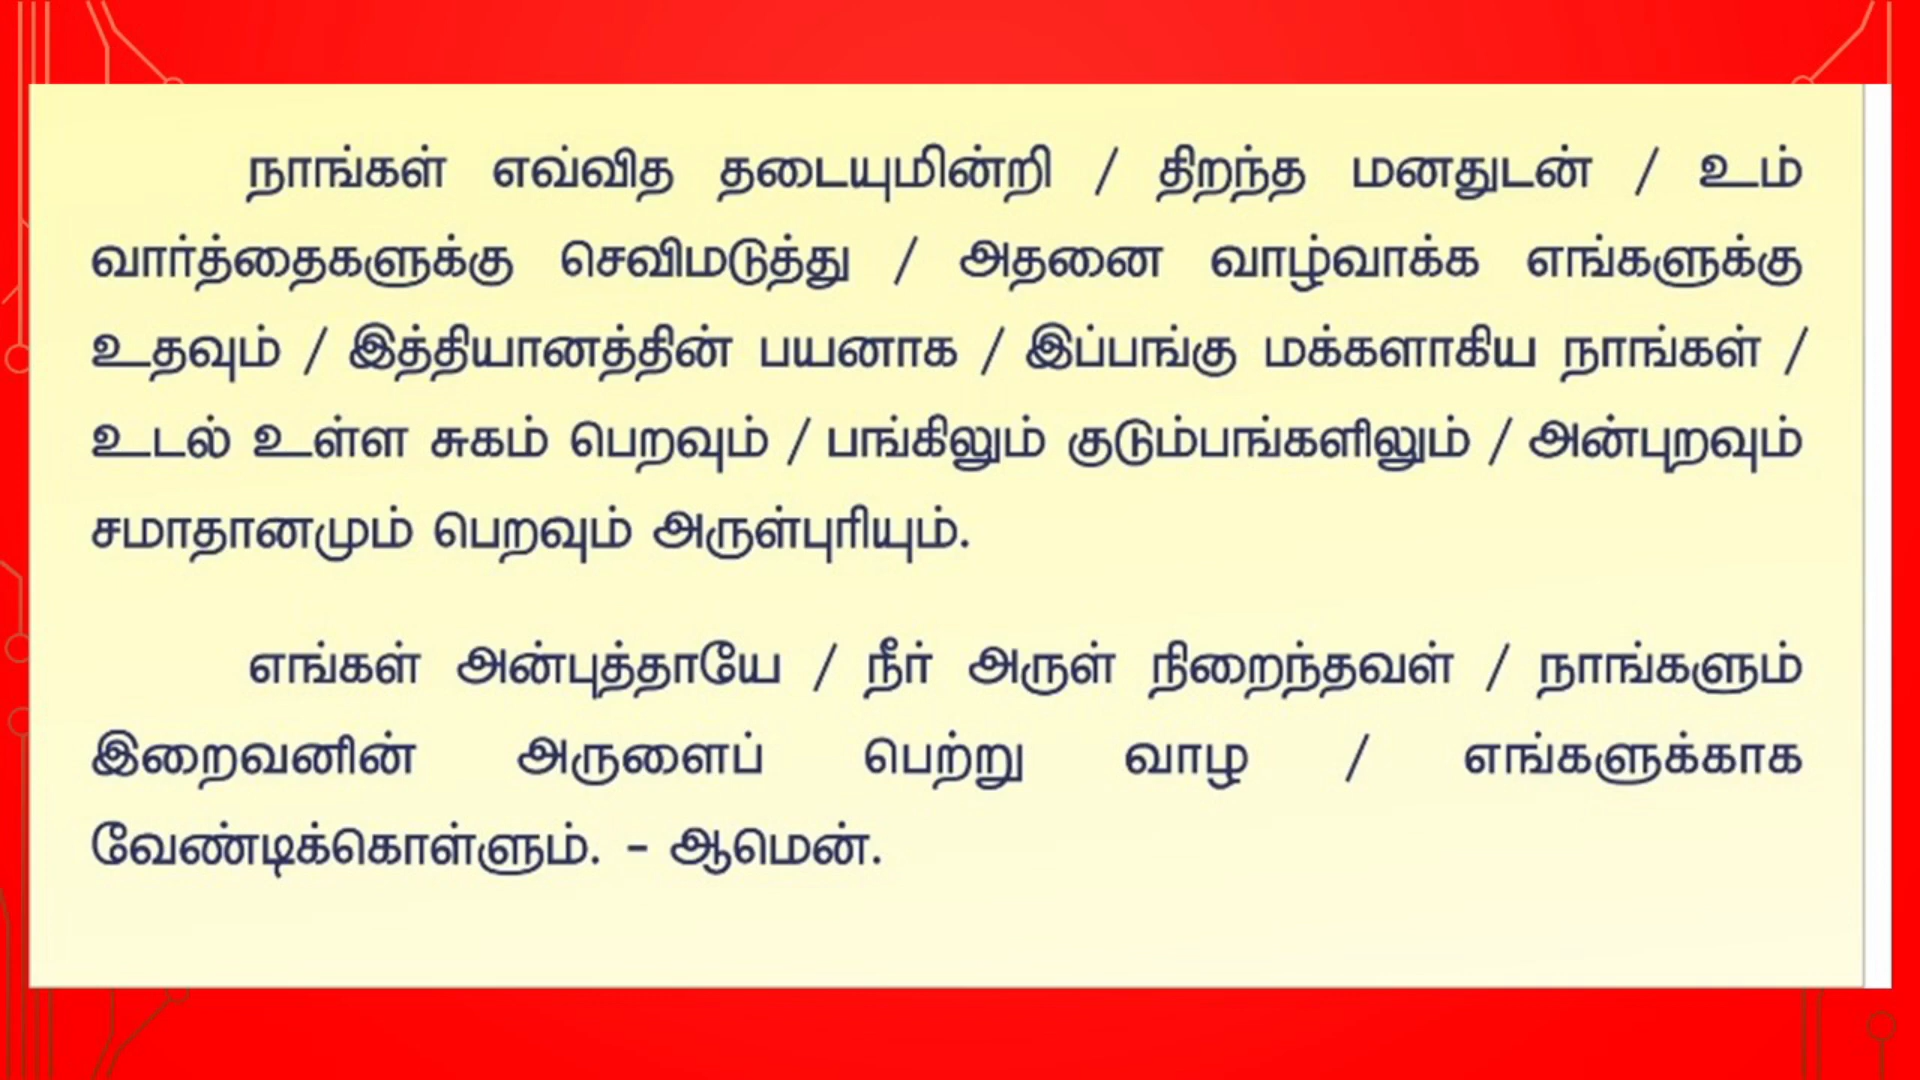 நாங்கள் எவ்வித தடையுமின்றி / திறந்த மனதுடன் / உம்
வார்த்தைகளுக்கு செவிமடுத்து / அதனை வாழ்வாக்க எங்களுக்கு
உதவும் / இத்தியானத்தின் பயனாக / இப்பங்கு மக்களாகிய நாங்கள் /
உடல் உள்ள சுகம் பெறவும் / பங்கிலும் குடும்பங்களிலும் / அன்புறவும்
சமாதானமும் பெறவும் அருள்புரியும்.
எங்கள் அன்புத்தாயே / நீர் அருள் நிறைந்தவள் / நாங்களும்
இறைவனின் அருளைப் பெற்று வாழ / எங்களுக்காக
வேண்டிக்கொள்ளும். - ஆமென்.